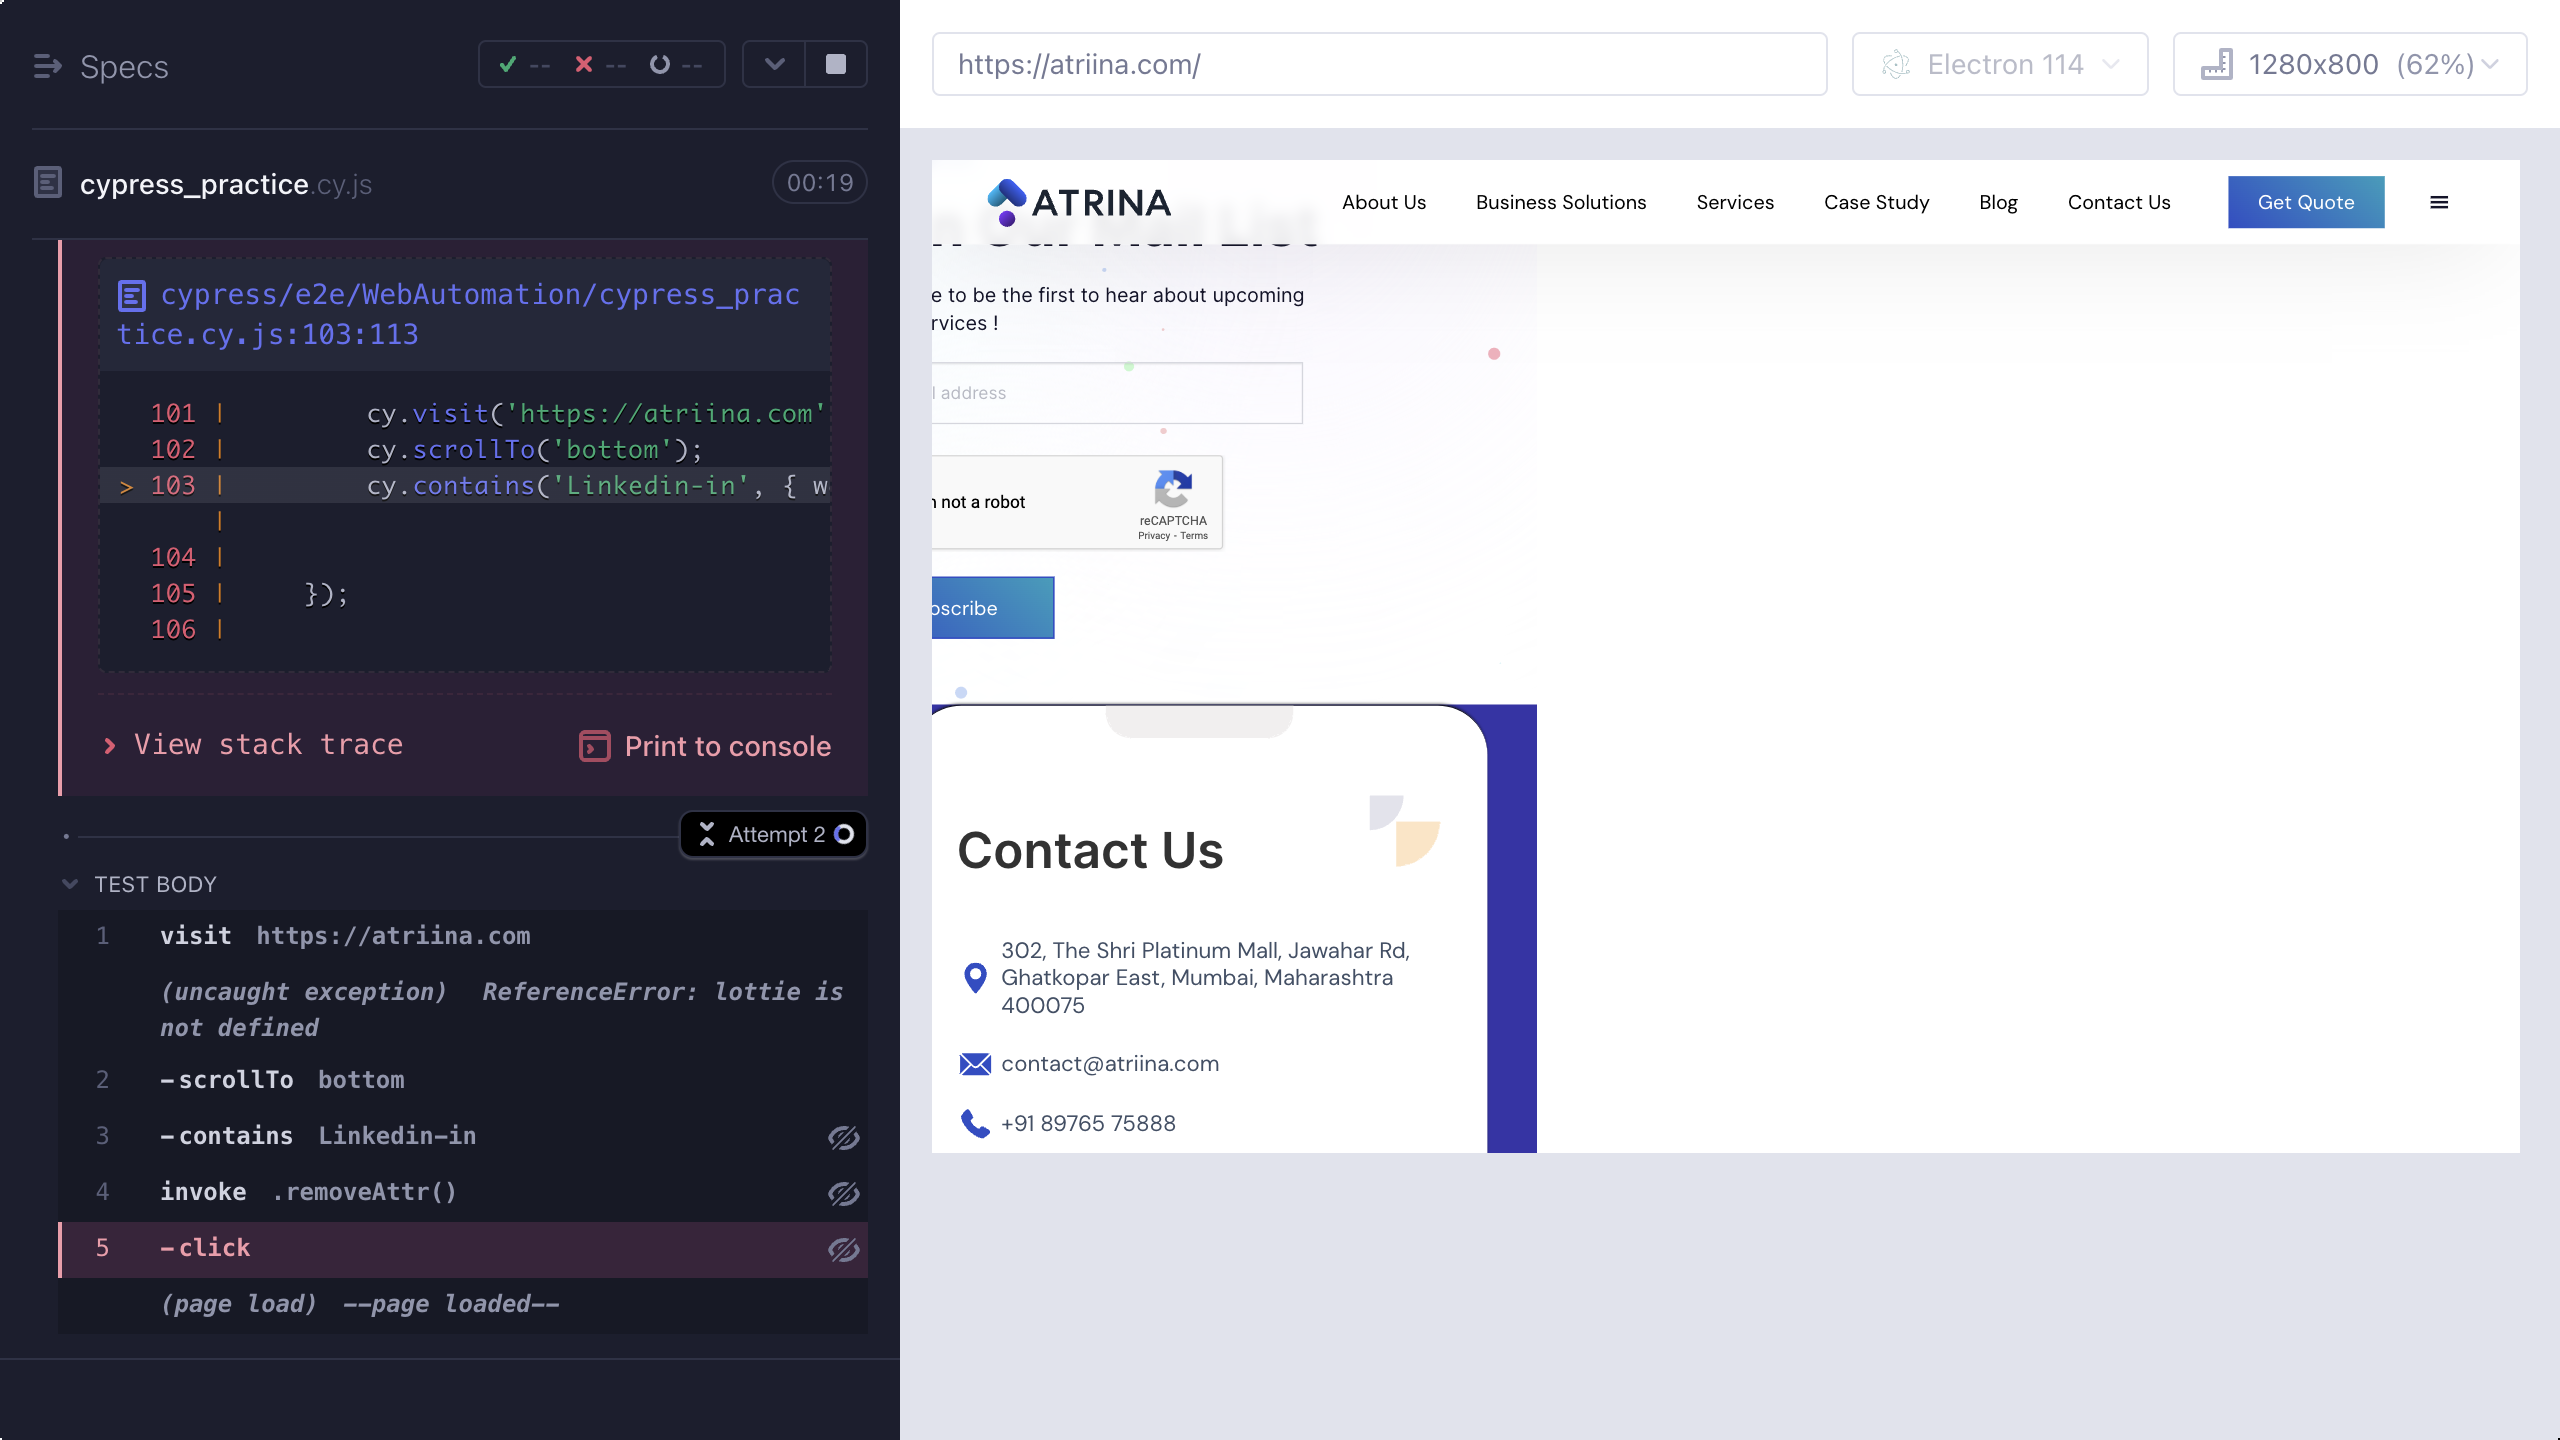 Specs
-- -- --
cypress_practice.cy.js
00:19
cypress/e2e/WebAutomation/cypress_prac
tice.cy.js:103:113
101 | cy.visit('https://atriina.com'
102 | cy.scrollTo('bottom');
> 103 | cy.contains('Linkedin-in', { w
|
104 |
105 | });
106 |
View stack trace
Print to console
Attempt 2
TEST BODY
1 visit https://atriina.com
(uncaught exception) ReferenceError: lottie is
not defined
2 -scrollTo bottom
3 -contains Linkedin-in
4 invoke .removeAttr()
5 -click
(page load) --page loaded--
https://atriina.com/
Electron 114
1280x800 (62%)
ATRINA
About Us
Business Solutions
Services
Case Study
Blog
Contact Us
Get Quote
n Our Mail List
e to be the first to hear about upcoming
rvices !
l address
not a robot
reCAPTCHA
Privacy - Terms
bscribe
Contact Us
302, The Shri Platinum Mall, Jawahar Rd,
Ghatkopar East, Mumbai, Maharashtra
400075
contact@atriina.com
+91 89765 75888